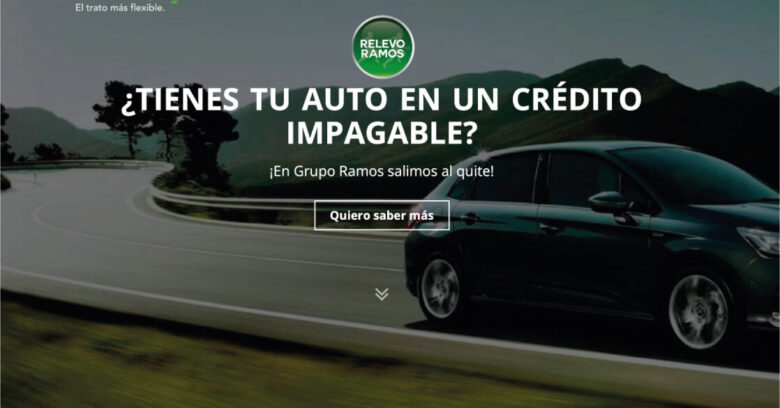 El trato más flexible.
RELEVO
RAMOS
¿TIENES TU AUTO EN UN CRÉDITO
IMPAGABLE?
¡En Grupo Ramos salimos al quite!
Quiero saber más